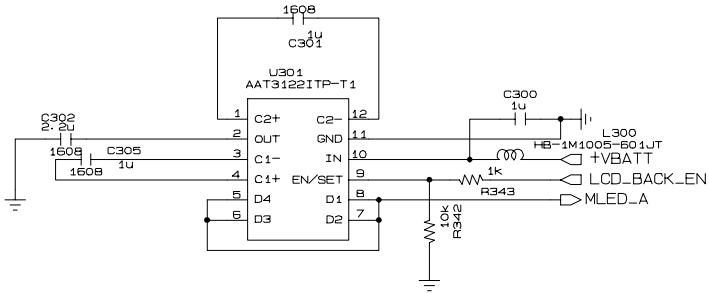 1608
1u
C301
U301
AAT3122ITP-T1
C300
1u
C302
2.2u
1608
C305
1u
1608
1 C2+ C2- 12
2 OUT GND 11
3 C1- IN 10
4 C1+ EN/SET 9
5 D4 D1 8
6 D3 D2 7
L300
HB-1M1005-601JT
+VBATT
1k
R343
LCD_BACK_EN
MLED_A
10k
R342